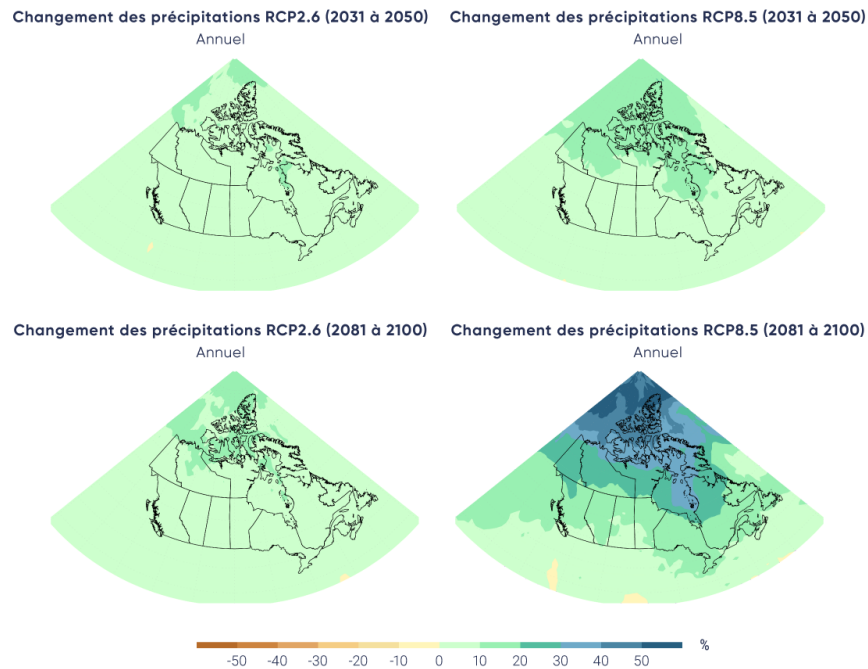 Changement des précipitations RCP2.6 (2031 à 2050)
Annuel
Changement des précipitations RCP8.5 (2031 à 2050)
Annuel
Changement des précipitations RCP2.6 (2081 à 2100)
Annuel
Changement des précipitations RCP8.5 (2081 à 2100)
Annuel
-50 -40 -30 -20 -10 0 10 20 30 40 50 %